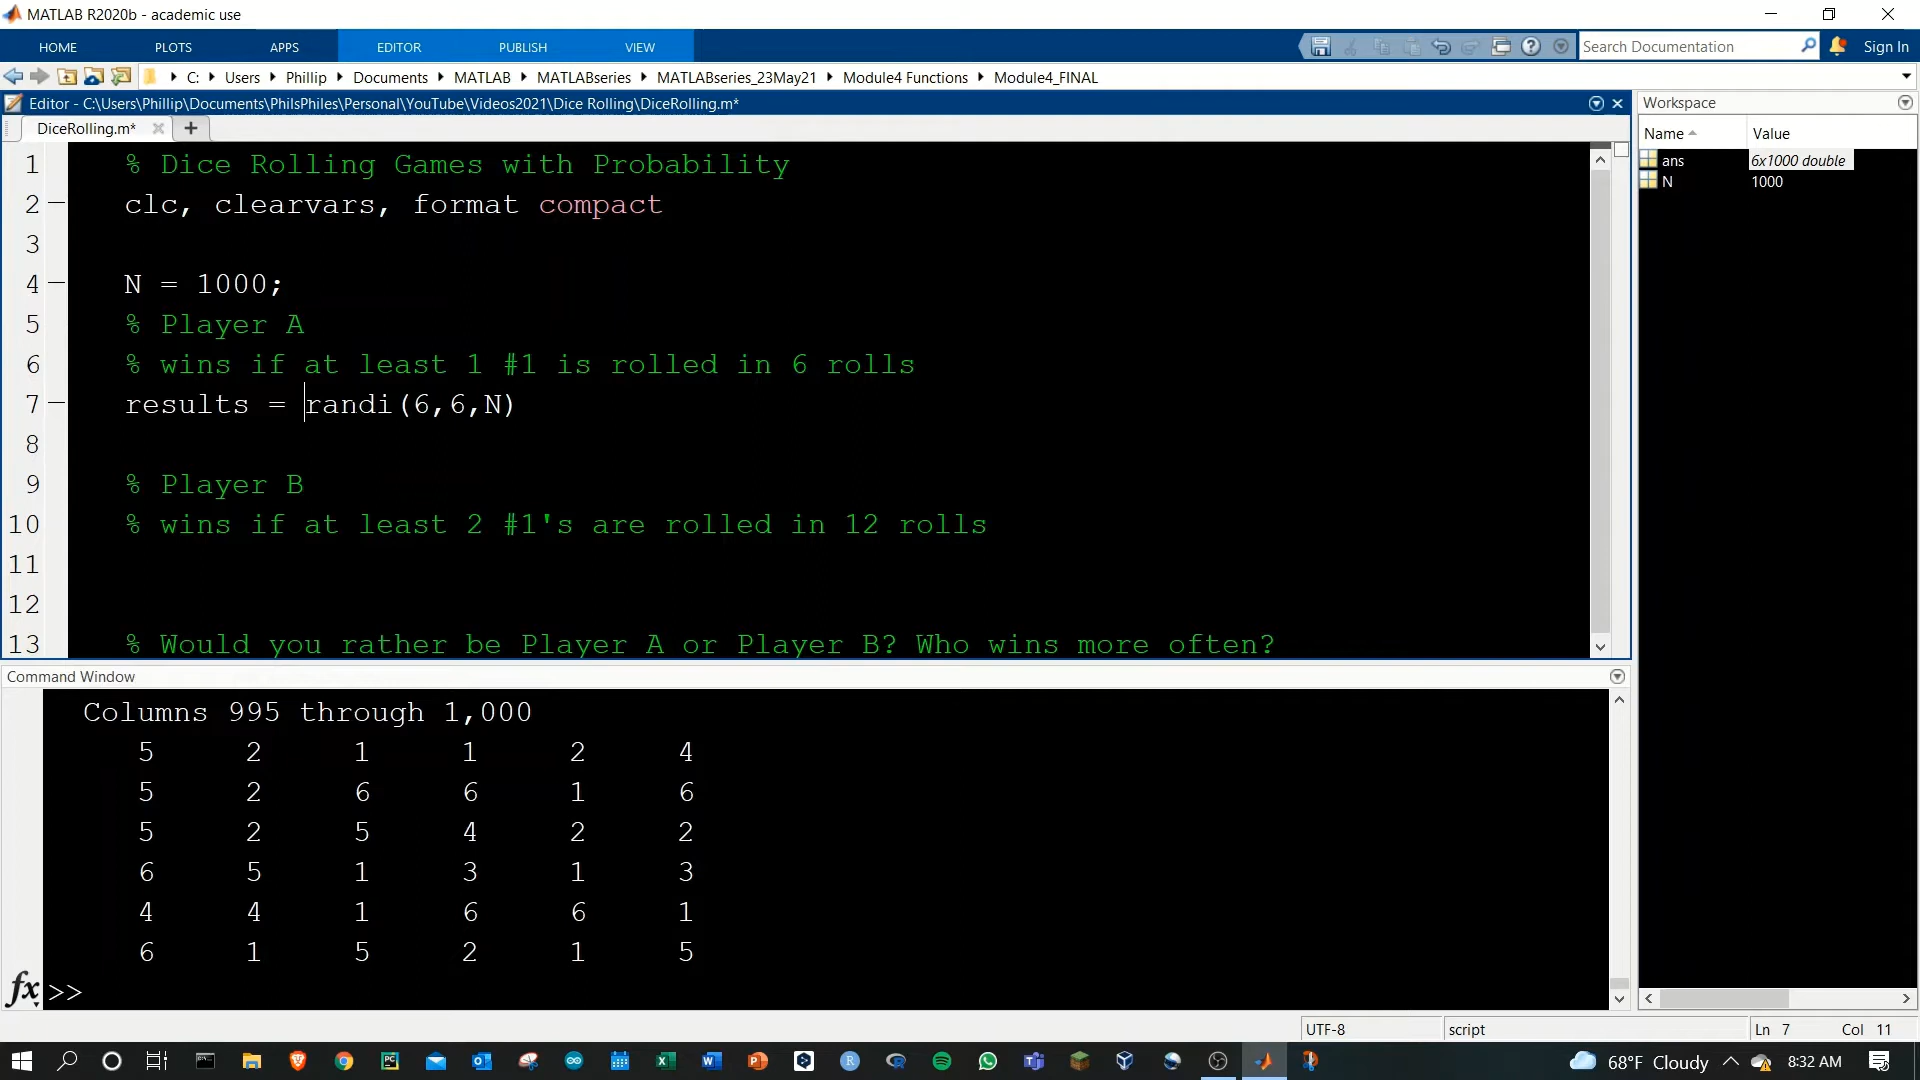 MATLAB R2020b - academic use
HOME PLOTS APPS EDITOR PUBLISH VIEW Search Documentation Sign In
C: Users Phillip Documents MATLAB MATLABseries MATLABseries_23May21 Module4 Functions Module4_FINAL
Editor - C:\Users\Phillip\Documents\PhilsPhiles\Personal\YouTube\Videos2021\Dice Rolling\DiceRolling.m*
DiceRolling.m*
1 % Dice Rolling Games with Probability
2 clc, clearvars, format compact
3
4 N = 1000;
5 % Player A
6 % wins if at least 1 #1 is rolled in 6 rolls
7 results = randi(6,6,N)
8
9 % Player B
10 % wins if at least 2 #1's are rolled in 12 rolls
11
12
13 % Would you rather be Player A or Player B? Who wins more often?
Workspace
Name Value
ans 6x1000 double
N 1000
Command Window
Columns 995 through 1,000
5 2 1 1 2 4
5 2 6 6 1 6
5 2 5 4 2 2
6 5 1 3 1 3
4 4 1 6 6 1
6 1 5 2 1 5
fx >>
UTF-8 script Ln 7 Col 11
68°F Cloudy 8:32 AM